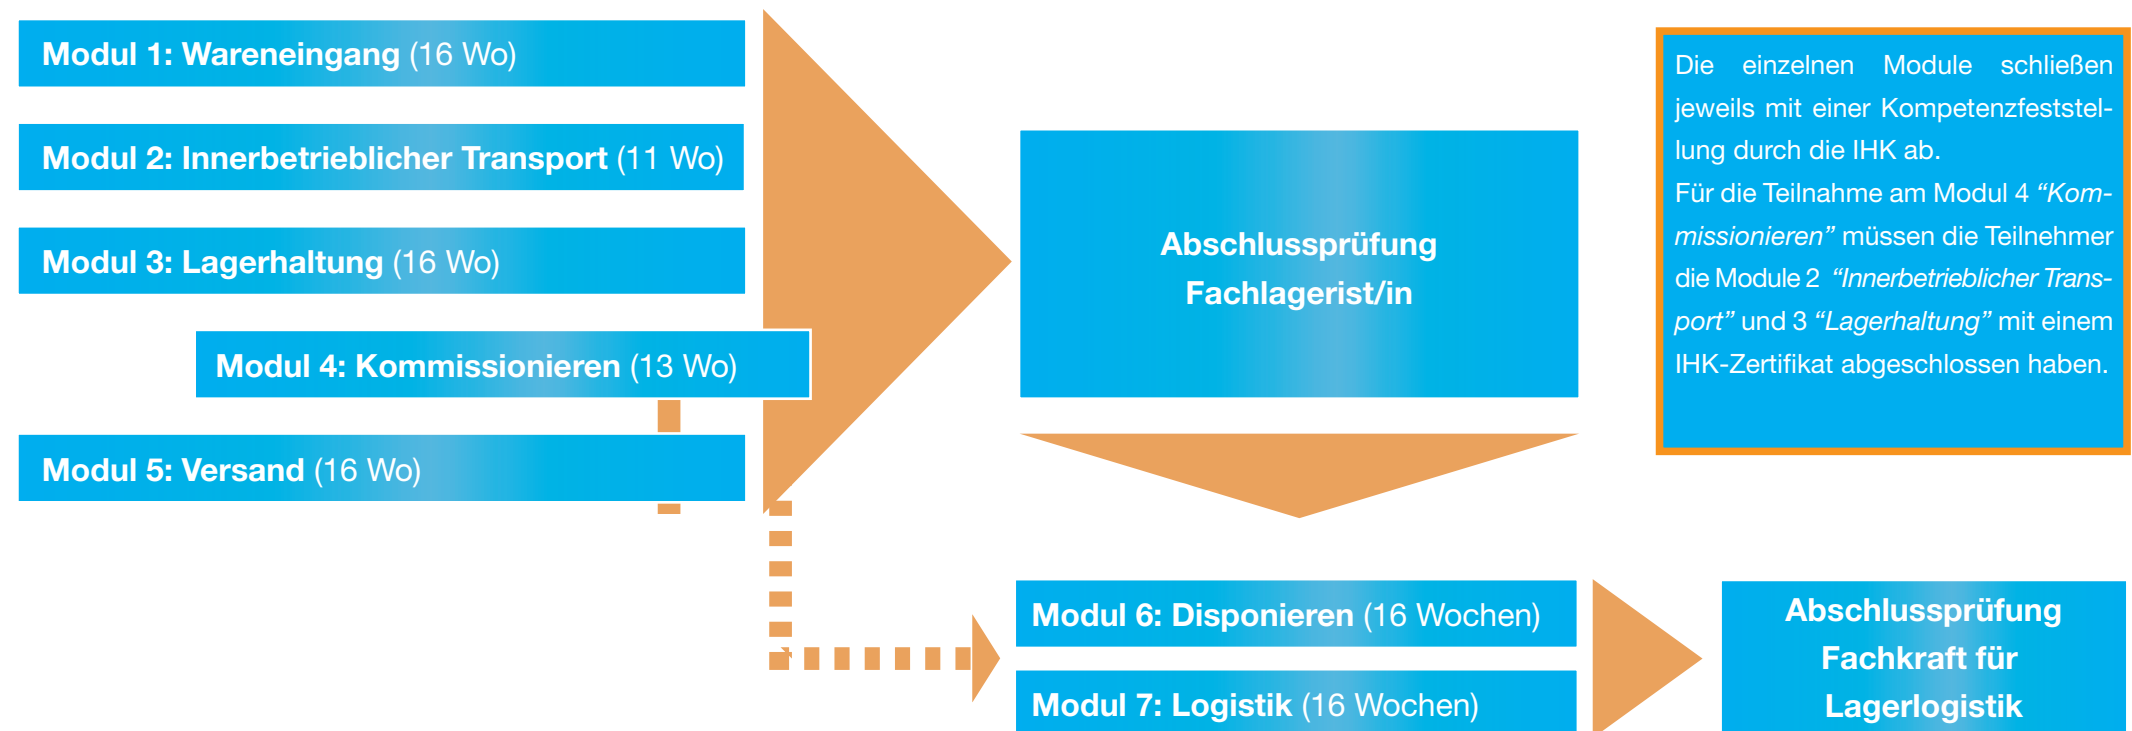 Modul 1: Wareneingang (16 Wo)
Modul 2: Innerbetrieblicher Transport (11 Wo)
Modul 3: Lagerhaltung (16 Wo)
Modul 4: Kommissionieren (13 Wo)
Modul 5: Versand (16 Wo)
Abschlussprüfung
Fachlagerist/in
Die einzelnen Module schließen
jeweils mit einer Kompetenzfeststel-
lung durch die IHK ab.
Für die Teilnahme am Modul 4 “Kom-
missionieren” müssen die Teilnehmer
die Module 2 “Innerbetrieblicher Trans-
port” und 3 “Lagerhaltung” mit einem
IHK-Zertifikat abgeschlossen haben.
Modul 6: Disponieren (16 Wochen)
Modul 7: Logistik (16 Wochen)
Abschlussprüfung
Fachkraft für
Lagerlogistik